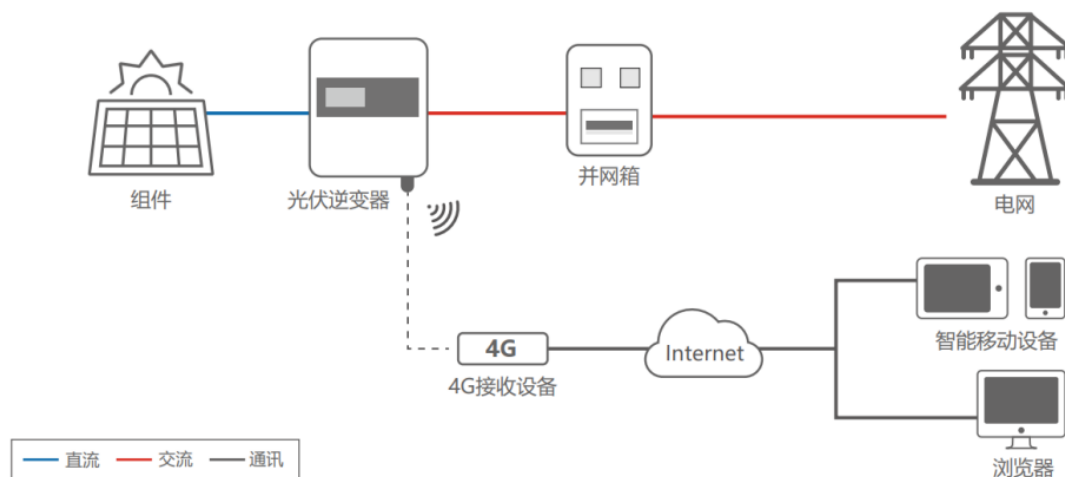 组件
光伏逆变器
并网箱
电网
4G
4G接收设备
Internet
智能移动设备
浏览器
直流
交流
通讯